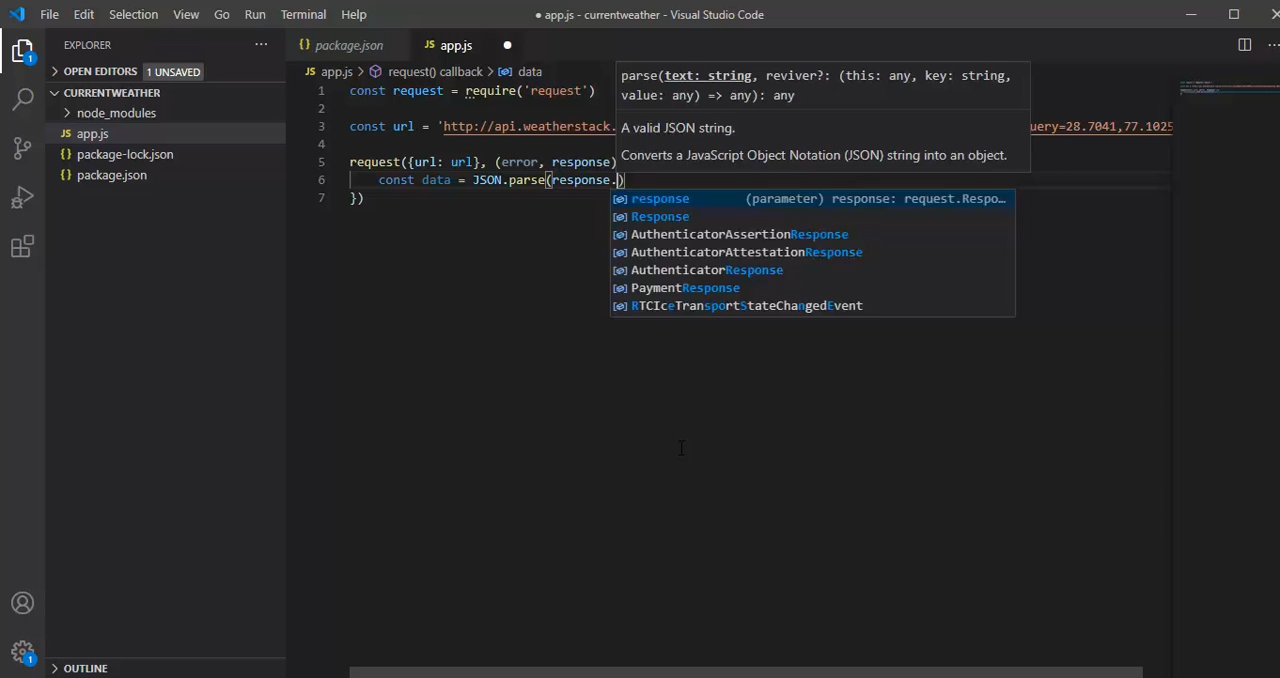 File Edit Selection View Go Run Terminal Help
● app.js - currentweather - Visual Studio Code
EXPLORER
OPEN EDITORS 1 UNSAVED
CURRENTWEATHER
node_modules
JS app.js
{} package-lock.json
{} package.json
OUTLINE
1
1
{} package.json JS app.js
JS app.js > request() callback > data
1 const request = require('request')
2
3 const url = 'http://api.weatherstack. uery=28.7041,77.1025
4
5 request({url: url}, (error, response)
6 const data = JSON.parse(response.)
7 })
parse(text: string, reviver?: (this: any, key: string,
value: any) => any): any
A valid JSON string.
Converts a JavaScript Object Notation (JSON) string into an object.
response (parameter) response: request.Respo…
Response
AuthenticatorAssertionResponse
AuthenticatorAttestationResponse
AuthenticatorResponse
PaymentResponse
RTCIceTransportStateChangedEvent